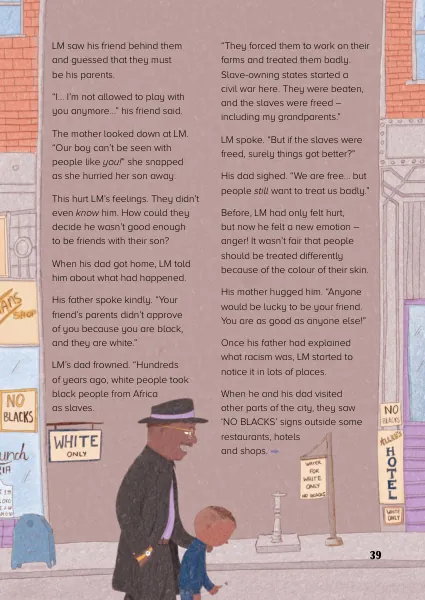 LM saw his friend behind them
and guessed that they must
be his parents.
“I... I’m not allowed to play with
you anymore...” his friend said.
The mother looked down at LM.
“Our boy can’t be seen with
people like you!” she snapped
as she hurried her son away.
This hurt LM’s feelings. They didn’t
even know him. How could they
decide he wasn’t good enough
to be friends with their son?
When his dad got home, LM told
him about what had happened.
His father spoke kindly. “Your
friend’s parents didn’t approve
of you because you are black,
and they are white.”
LM’s dad frowned. “Hundreds
of years ago, white people took
black people from Africa
as slaves.
“They forced them to work on their
farms and treated them badly.
Slave-owning states started a
civil war here. They were beaten,
and the slaves were freed –
including my grandparents.”
LM spoke. “But if the slaves were
freed, surely things got better?”
His dad sighed. “We are free... but
people still want to treat us badly.”
Before, LM had only felt hurt,
but now he felt a new emotion –
anger! It wasn’t fair that people
should be treated differently
because of the colour of their skin.
His mother hugged him. “Anyone
would be lucky to be your friend.
You are as good as anyone else!”
Once his father had explained
what racism was, LM started to
notice it in lots of places.
When he and his dad visited
other parts of the city, they saw
‘NO BLACKS’ signs outside some
restaurants, hotels
and shops.
SHOP
NO
BLACKS
WHITE
ONLY
WATER
FOR
WHITE
ONLY
NO BLACKS
NO
BLACKS
HOTEL
WHITE
ONLY
39